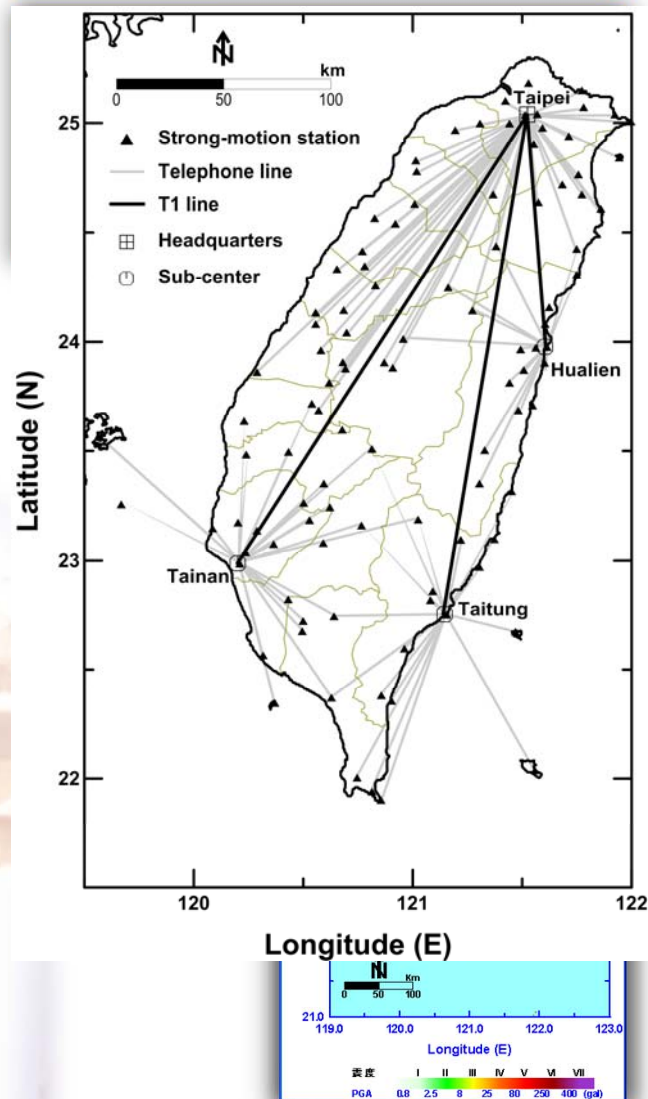 N
km
0 50 100
Strong-motion station
Telephone line
T1 line
Headquarters
Sub-center
Taipei
Hualien
Tainan
Taitung
Latitude (N)
25
24
23
22
120 121 122
Longitude (E)
N
Km
0 50 100
21.0
119.0 120.0 121.0 122.0 123.0
Longitude (E)
震度 I II III IV V VI VII
PGA 0.8 2.5 8 25 80 250 400 (gal)